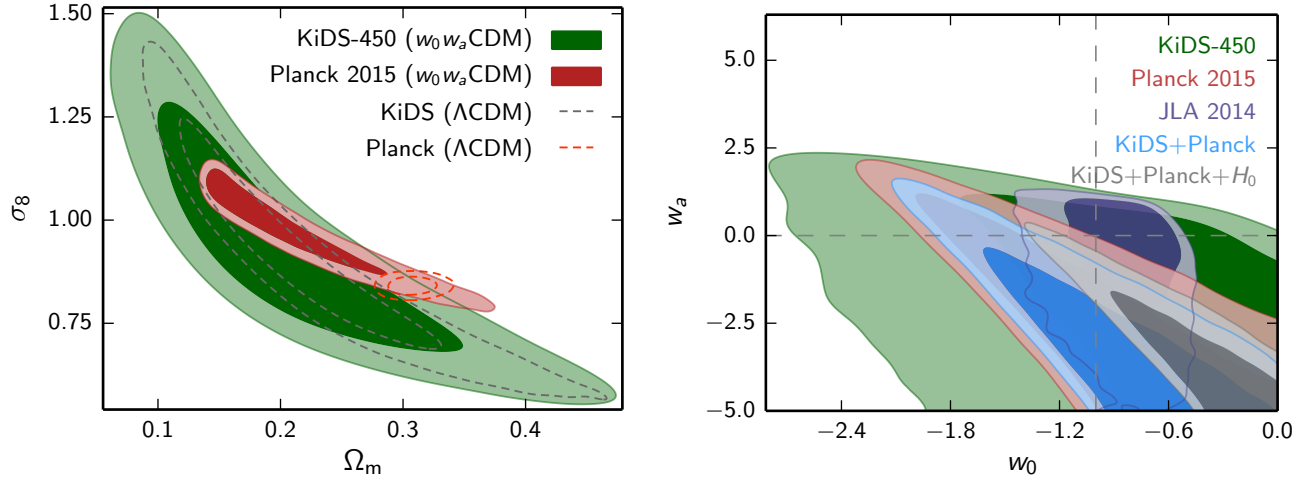 1.50
1.25
1.00
0.75
σ8
0.1
0.2
0.3
0.4
Ωm
KiDS-450 (w0waCDM)
Planck 2015 (w0waCDM)
KiDS (ΛCDM)
Planck (ΛCDM)
5.0
2.5
0.0
−2.5
−5.0
wa
−2.4
−1.8
−1.2
−0.6
0.0
w0
KiDS-450
Planck 2015
JLA 2014
KiDS+Planck
KiDS+Planck+H0